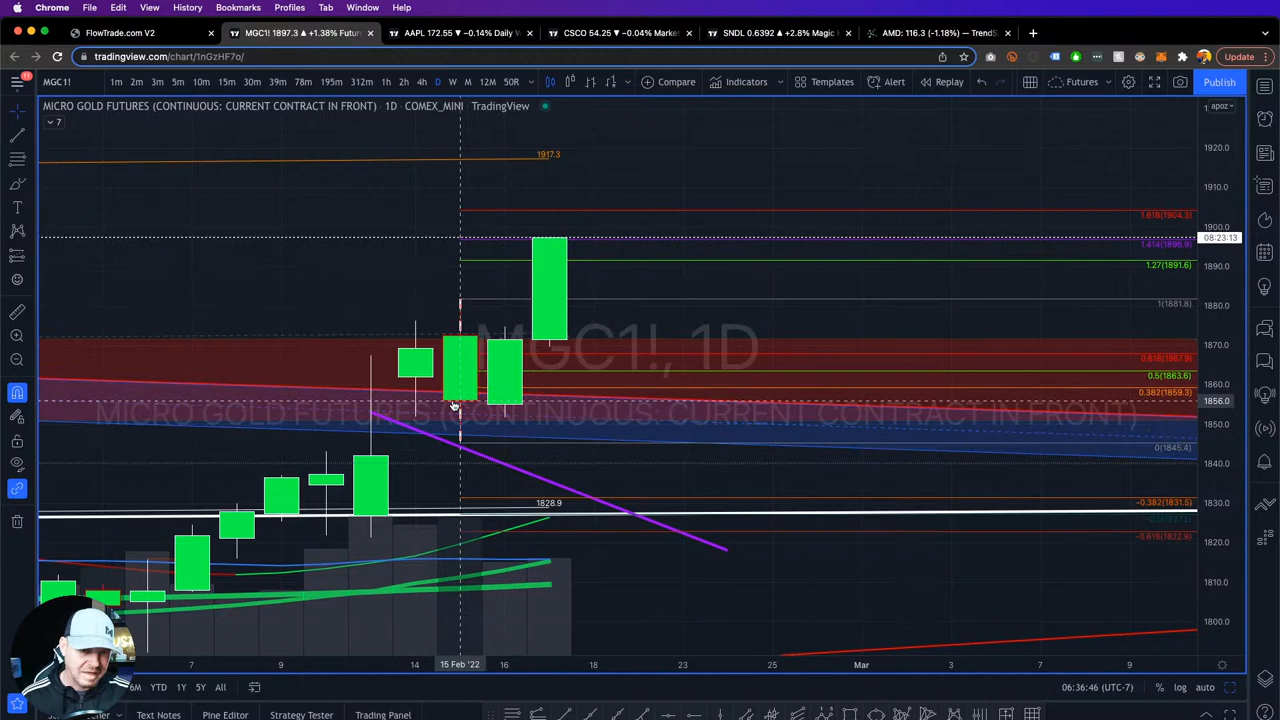 Chrome File Edit View History Bookmarks Profiles Tab Window Help
FlowTrade.com V2
MGC1! 1897.3 ▲ +1.38% Futur
AAPL 172.55 ▼ −0.14% Daily W
CSCO 54.25 ▼ −0.04% Market
SNDL 0.6392 ▲ +2.8% Magic
AMD: 116.3 (-1.18%) — TrendS
tradingview.com/chart/1nGzHF7o/
Update
11
MGC1!
1m 2m 3m 5m 10m 15m 30m 39m 78m 195m 312m 1h 2h 4h D W M 12M 50R
Compare
Indicators
Templates
Alert
Replay
Futures
Publish
MICRO GOLD FUTURES (CONTINUOUS: CURRENT CONTRACT IN FRONT) · 1D · COMEX_MINI TradingView
apoz
7
1917.3
1920.0
1910.0
1.618(1904.3)
1900.0
08:23:13
1.414(1896.9)
1.27(1891.6)
1890.0
1(1881.8)
1880.0
MGC1!, 1D
1870.0
0.618(1867.9)
0.5(1863.6)
1860.0
0.382(1859.3)
1856.0
MICRO GOLD FUTURES (CONTINUOUS: CURRENT CONTRACT IN FRONT)
1850.0
0(1845.4)
1840.0
1828.9
1830.0
-0.382(1831.5)
1820.0
-0.618(1822.9)
1810.0
1800.0
7 9 14 15 Feb '22 16 18 23 25 Mar 3 7 9
6M YTD 1Y 5Y All
06:36:46 (UTC-7)
% log auto
Text Notes
Pine Editor
Strategy Tester
Trading Panel